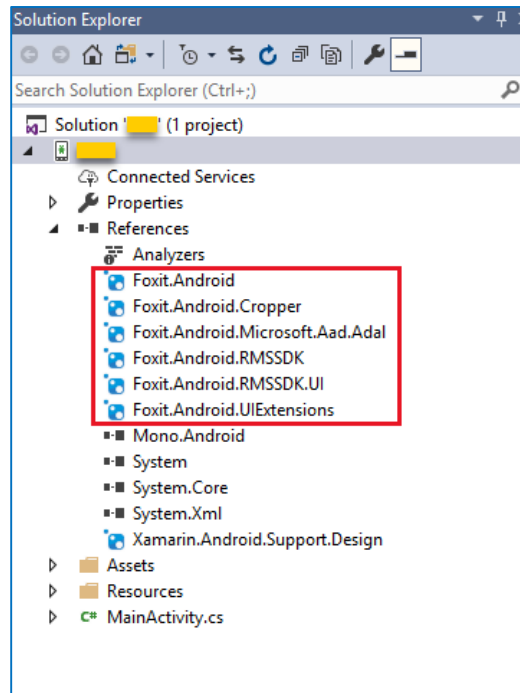 Solution Explorer
Search Solution Explorer (Ctrl+;)
Solution ' ' (1 project)
Connected Services
Properties
References
Analyzers
Foxit.Android
Foxit.Android.Cropper
Foxit.Android.Microsoft.Aad.Adal
Foxit.Android.RMSSDK
Foxit.Android.RMSSDK.UI
Foxit.Android.UIExtensions
Mono.Android
System
System.Core
System.Xml
Xamarin.Android.Support.Design
Assets
Resources
C# MainActivity.cs